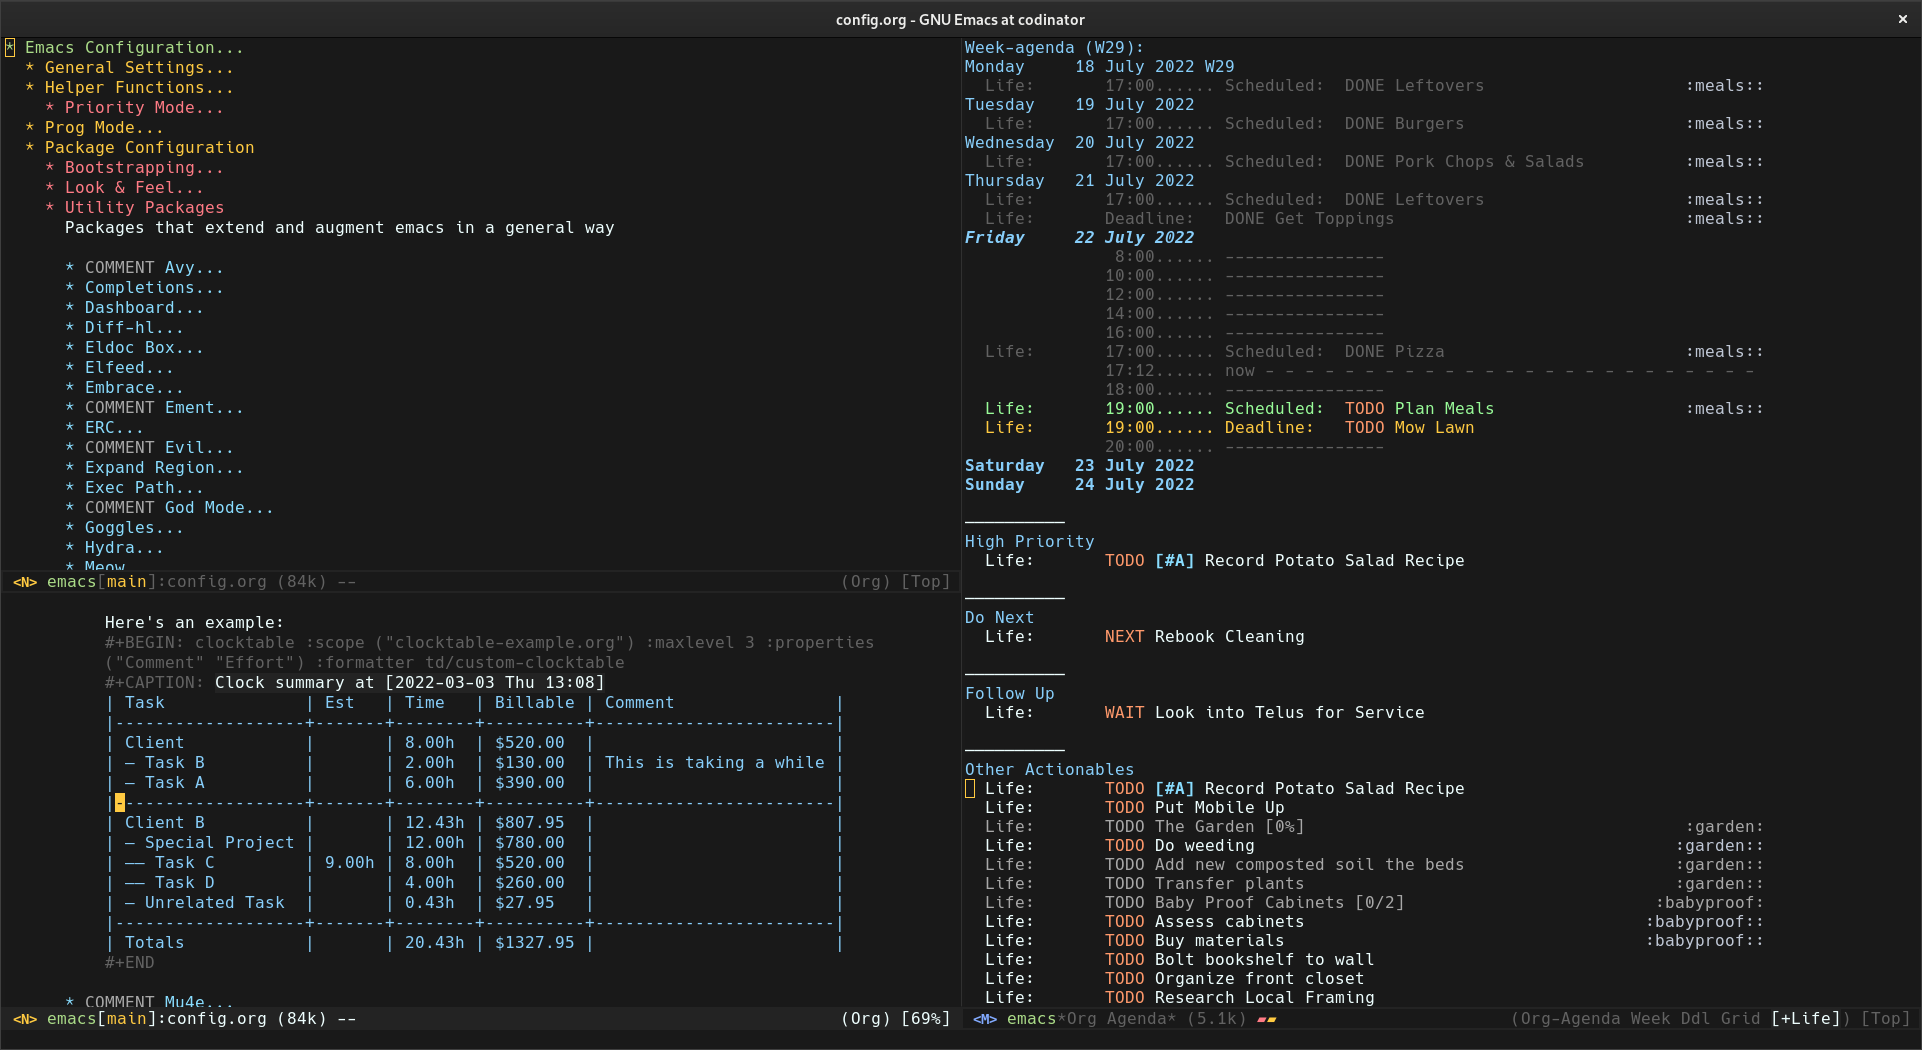 config.org - GNU Emacs at codinator ×
* Emacs Configuration...
* General Settings...
* Helper Functions...
* Priority Mode...
* Prog Mode...
* Package Configuration
* Bootstrapping...
* Look & Feel...
* Utility Packages
Packages that extend and augment emacs in a general way
* COMMENT Avy...
* Completions...
* Dashboard...
* Diff-hl...
* Eldoc Box...
* Elfeed...
* Embrace...
* COMMENT Ement...
* ERC...
* COMMENT Evil...
* Expand Region...
* Exec Path...
* COMMENT God Mode...
* Goggles...
* Hydra...
* Meow
<N> emacs[main]:config.org (84k) -- (Org) [Top]
Here's an example:
#+BEGIN: clocktable :scope ("clocktable-example.org") :maxlevel 3 :properties
("Comment" "Effort") :formatter td/custom-clocktable
#+CAPTION: Clock summary at [2022-03-03 Thu 13:08]
| Task              | Est   | Time   | Billable | Comment                |
|-------------------+-------+--------+----------+------------------------|
| Client            |       | 8.00h  | $520.00  |                        |
| — Task B          |       | 2.00h  | $130.00  | This is taking a while |
| — Task A          |       | 6.00h  | $390.00  |                        |
|-------------------+-------+--------+----------+------------------------|
| Client B          |       | 12.43h | $807.95  |                        |
| — Special Project |       | 12.00h | $780.00  |                        |
| —— Task C         | 9.00h | 8.00h  | $520.00  |                        |
| —— Task D         |       | 4.00h  | $260.00  |                        |
| — Unrelated Task  |       | 0.43h  | $27.95   |                        |
|-------------------+-------+--------+----------+------------------------|
| Totals            |       | 20.43h | $1327.95 |                        |
#+END
* COMMENT Mu4e...
<N> emacs[main]:config.org (84k) -- (Org) [69%]
Week-agenda (W29):
Monday     18 July 2022 W29
Life:       17:00...... Scheduled:  DONE Leftovers :meals::
Tuesday    19 July 2022
Life:       17:00...... Scheduled:  DONE Burgers :meals::
Wednesday  20 July 2022
Life:       17:00...... Scheduled:  DONE Pork Chops & Salads :meals::
Thursday   21 July 2022
Life:       17:00...... Scheduled:  DONE Leftovers :meals::
Life:       Deadline:   DONE Get Toppings :meals::
Friday     22 July 2022
8:00...... ----------------
10:00...... ----------------
12:00...... ----------------
14:00...... ----------------
16:00...... ----------------
Life:       17:00...... Scheduled:  DONE Pizza :meals::
17:12...... now - - - - - - - - - - - - - - - - - - - - - - - - -
18:00...... ----------------
Life:       19:00...... Scheduled:  TODO Plan Meals :meals::
Life:       19:00...... Deadline:   TODO Mow Lawn
20:00...... ----------------
Saturday   23 July 2022
Sunday     24 July 2022
High Priority
Life:       TODO [#A] Record Potato Salad Recipe
Do Next
Life:       NEXT Rebook Cleaning
Follow Up
Life:       WAIT Look into Telus for Service
Other Actionables
Life:       TODO [#A] Record Potato Salad Recipe
Life:       TODO Put Mobile Up
Life:       TODO The Garden [0%] :garden:
Life:       TODO Do weeding :garden::
Life:       TODO Add new composted soil the beds :garden::
Life:       TODO Transfer plants :garden::
Life:       TODO Baby Proof Cabinets [0/2] :babyproof:
Life:       TODO Assess cabinets :babyproof::
Life:       TODO Buy materials :babyproof::
Life:       TODO Bolt bookshelf to wall
Life:       TODO Organize front closet
Life:       TODO Research Local Framing
<M> emacs*Org Agenda* (5.1k) (Org-Agenda Week Ddl Grid [+Life]) [Top]